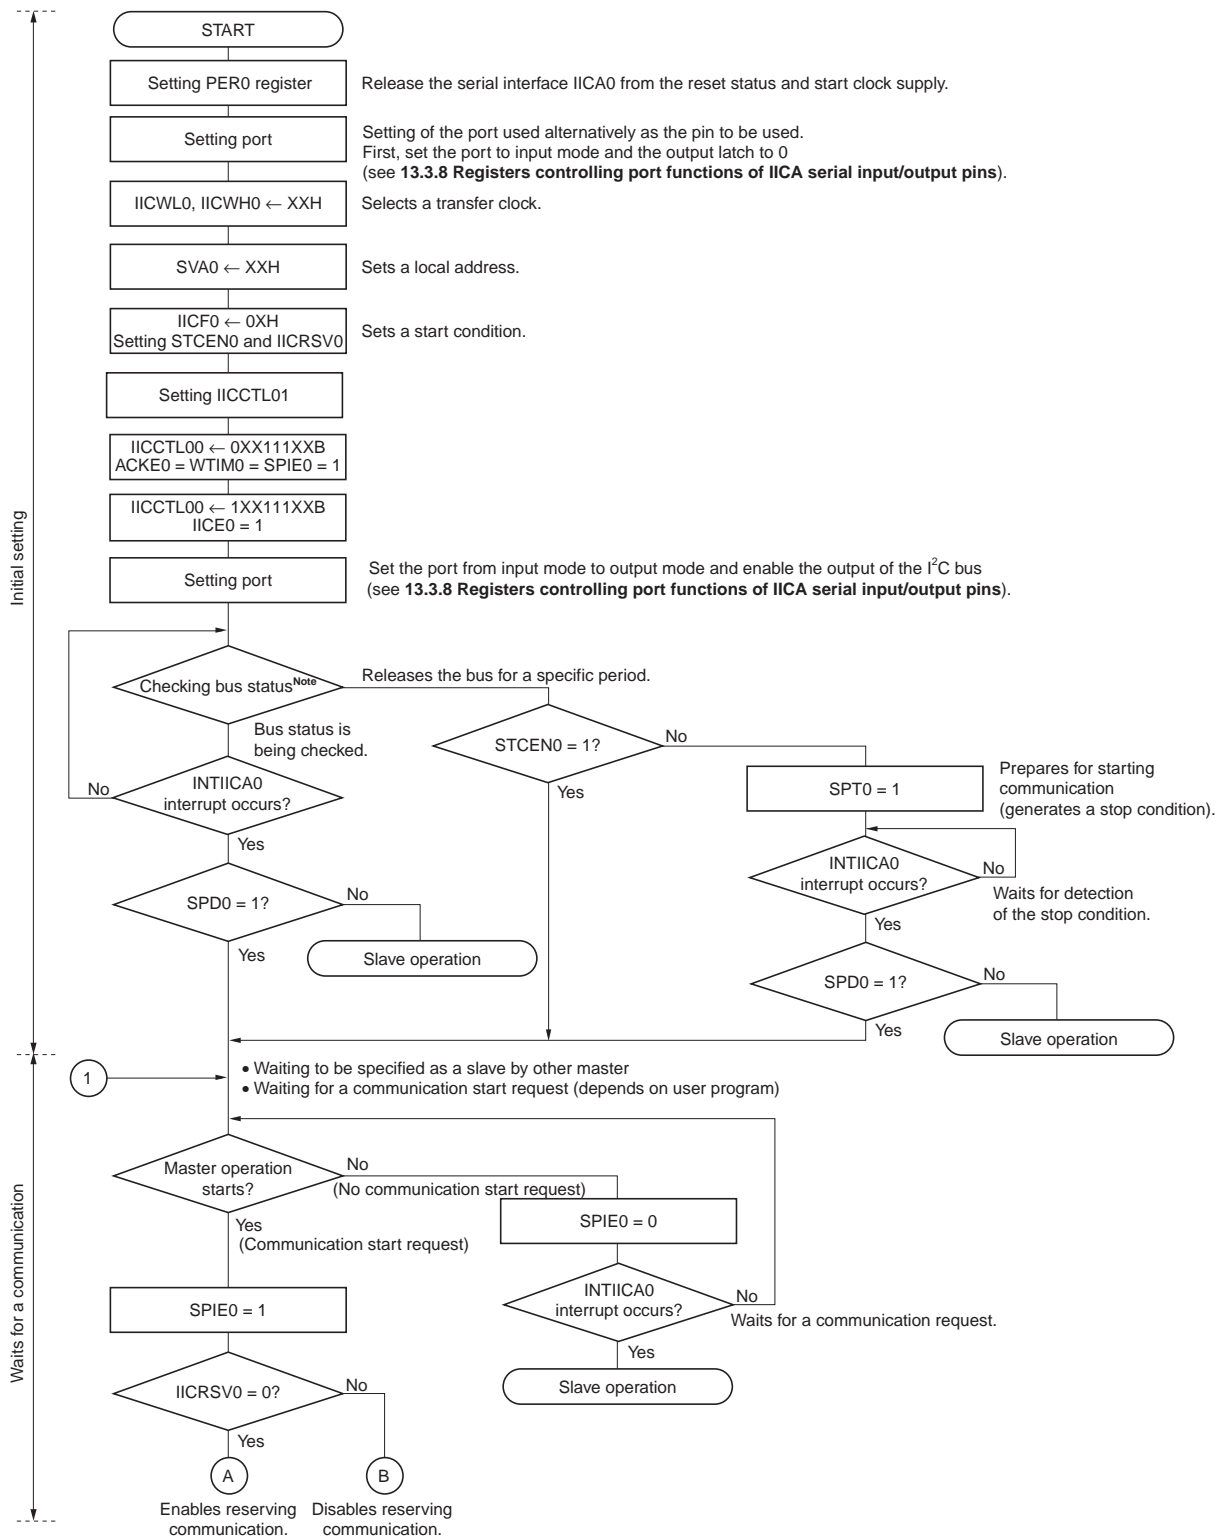 START
Setting PER0 register
Release the serial interface IICA0 from the reset status and start clock supply.
Setting port
Setting of the port used alternatively as the pin to be used.
First, set the port to input mode and the output latch to 0
(see 13.3.8 Registers controlling port functions of IICA serial input/output pins).
IICWL0, IICWH0 ← XXH
Selects a transfer clock.
SVA0 ← XXH
Sets a local address.
IICF0 ← 0XH
Setting STCEN0 and IICRSV0
Sets a start condition.
Setting IICCTL01
IICCTL00 ← 0XX111XXB
ACKE0 = WTIM0 = SPIE0 = 1
IICCTL00 ← 1XX111XXB
IICE0 = 1
Initial setting
Setting port
Set the port from input mode to output mode and enable the output of the I²C bus
(see 13.3.8 Registers controlling port functions of IICA serial input/output pins).
Checking bus statusNote
Releases the bus for a specific period.
Bus status is
being checked.
STCEN0 = 1?
No
Yes
INTIICA0
interrupt occurs?
No
Yes
SPT0 = 1
Prepares for starting
communication
(generates a stop condition).
INTIICA0
interrupt occurs?
No
Waits for detection
of the stop condition.
Yes
SPD0 = 1?
No
Yes
Slave operation
SPD0 = 1?
No
Yes
Slave operation
1
• Waiting to be specified as a slave by other master
• Waiting for a communication start request (depends on user program)
Waits for a communication
Master operation
starts?
No
(No communication start request)
Yes
(Communication start request)
SPIE0 = 0
INTIICA0
interrupt occurs?
No
Waits for a communication request.
Yes
Slave operation
SPIE0 = 1
IICRSV0 = 0?
No
Yes
A
B
Enables reserving
communication.
Disables reserving
communication.